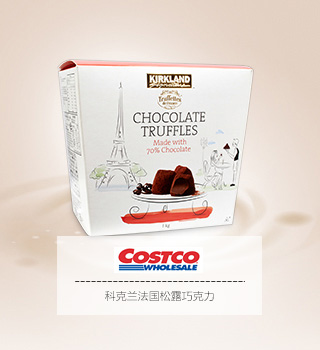 KIRKLAND
Truffettes
CHOCOLATE
TRUFFLES
Made with
70% Chocolate
1 kg
COSTCO
WHOLESALE
科克兰法国松露巧克力